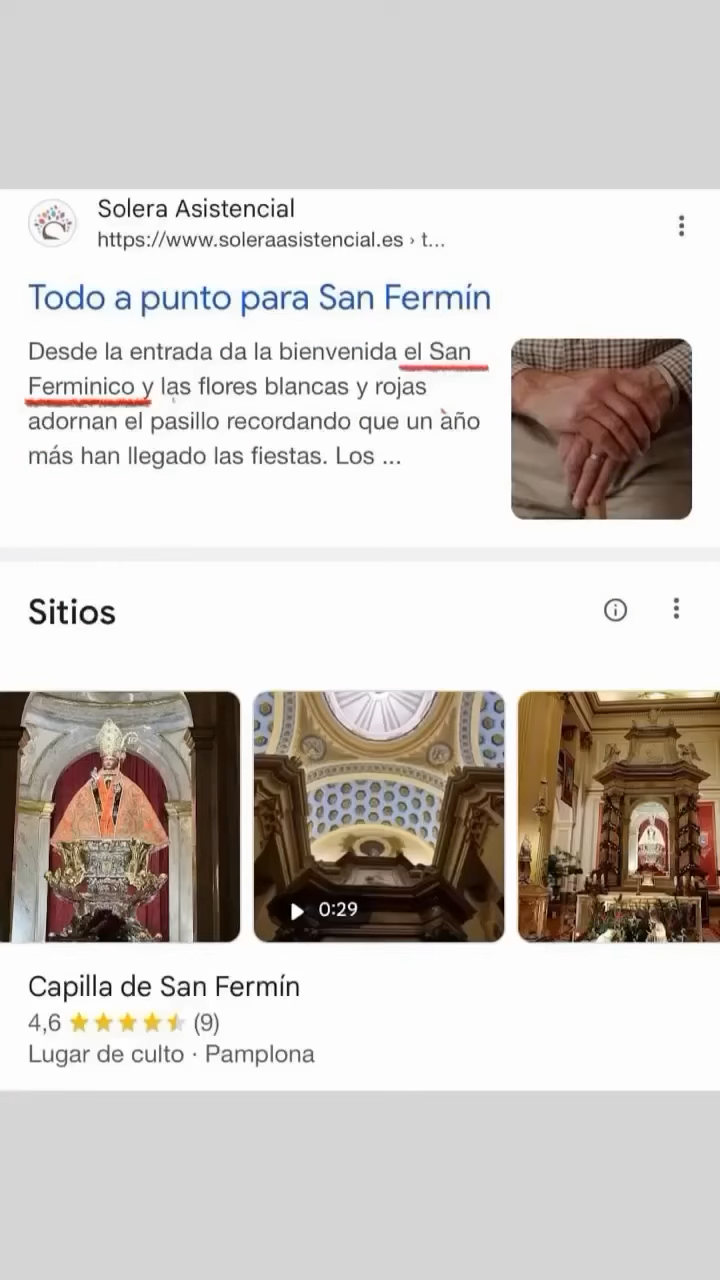 Solera Asistencial
https://www.soleraasistencial.es › t...
Todo a punto para San Fermín
Desde la entrada da la bienvenida el San
Ferminico y las flores blancas y rojas
adornan el pasillo recordando que un año
más han llegado las fiestas. Los ...
Sitios
0:29
Capilla de San Fermín
4,6 (9)
Lugar de culto · Pamplona